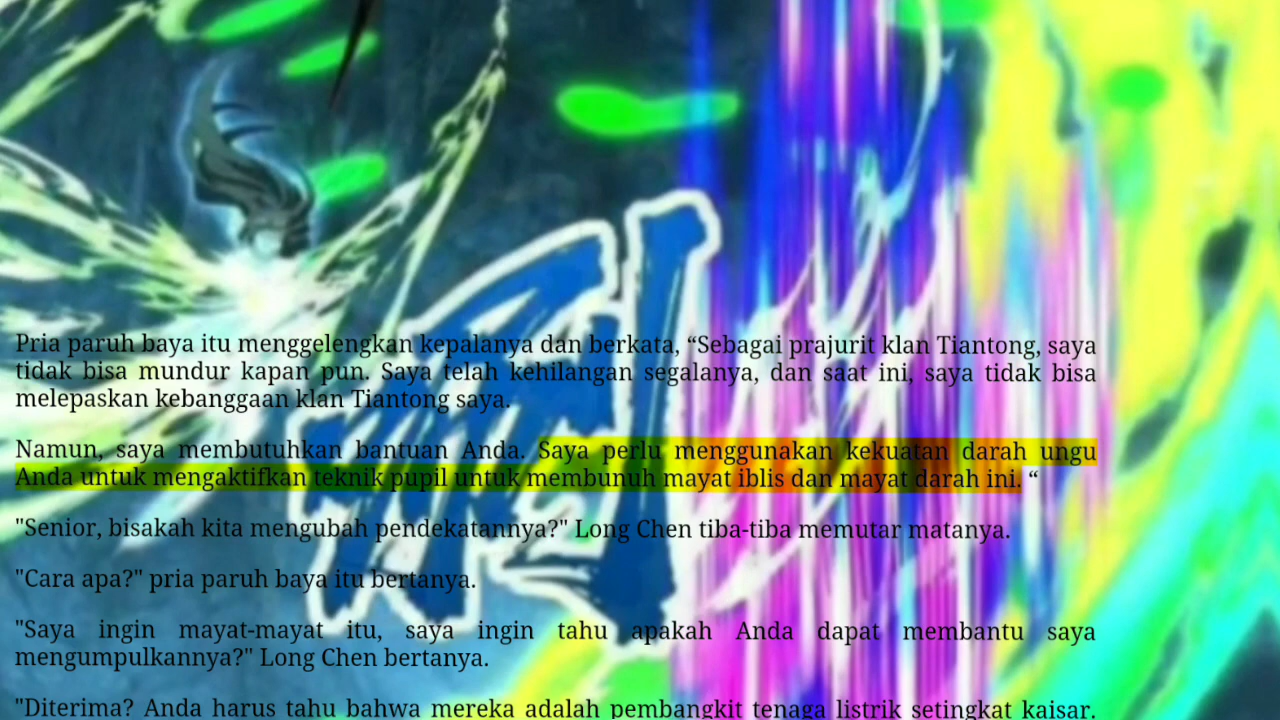 Pria paruh baya itu menggelengkan kepalanya dan berkata, “Sebagai prajurit klan Tiantong, saya
tidak bisa mundur kapan pun. Saya telah kehilangan segalanya, dan saat ini, saya tidak bisa
melepaskan kebanggaan klan Tiantong saya.
Namun, saya membutuhkan bantuan Anda. Saya perlu menggunakan kekuatan darah ungu
Anda untuk mengaktifkan teknik pupil untuk membunuh mayat iblis dan mayat darah ini. “
"Senior, bisakah kita mengubah pendekatannya?" Long Chen tiba-tiba memutar matanya.
"Cara apa?" pria paruh baya itu bertanya.
"Saya ingin mayat-mayat itu, saya ingin tahu apakah Anda dapat membantu saya
mengumpulkannya?" Long Chen bertanya.
"Diterima? Anda harus tahu bahwa mereka adalah pembangkit tenaga listrik setingkat kaisar.